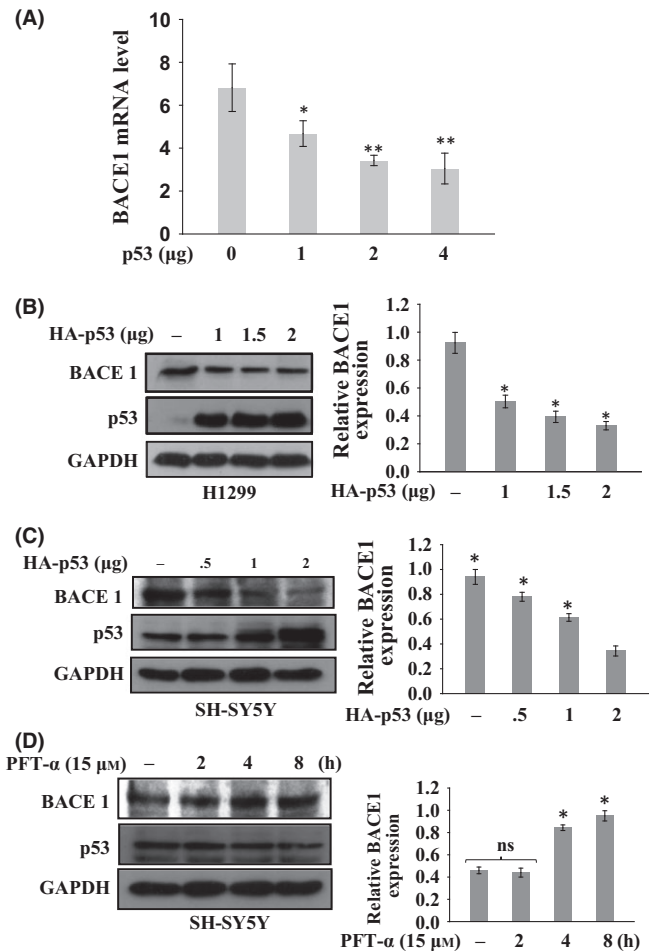 (A)
BACE1 mRNA level
10
8
6
4
2
0
*
**
**
p53 (µg) 0 1 2 4
(B)
HA-p53 (µg) – 1 1.5 2
BACE 1
p53
GAPDH
H1299
Relative BACE1
expression
1.2
1.0
0.8
0.6
0.4
0.2
0.0
*
*
*
HA-p53 (µg) – 1 1.5 2
(C)
HA-p53 (µg) – .5 1 2
BACE 1
p53
GAPDH
SH-SY5Y
Relative BACE1
expression
1.2
1.0
0.8
0.6
0.4
0.2
0.0
*
*
*
HA-p53 (µg) – .5 1 2
(D)
PFT-α (15 µM) – 2 4 8 (h)
BACE 1
p53
GAPDH
SH-SY5Y
Relative BACE1
expression
1.2
1.0
0.8
0.6
0.4
0.2
0.0
ns
*
*
PFT-α (15 µM) – 2 4 8 (h)